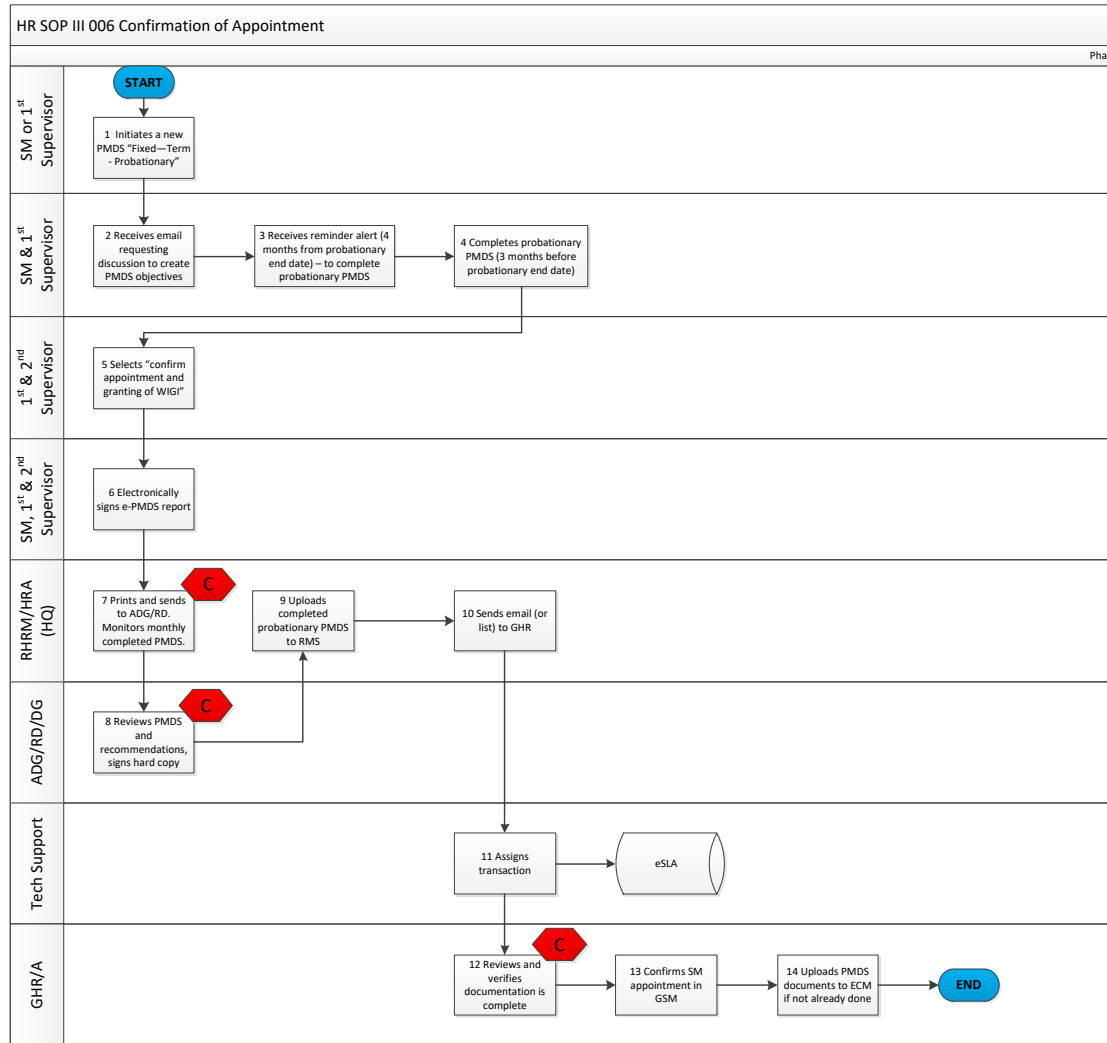 HR SOP III 006 Confirmation of Appointment
Pha
SM or 1st
Supervisor
START
1 Initiates a new
PMDS “Fixed—Term
- Probationary”
SM & 1st
Supervisor
2 Receives email
requesting
discussion to create
PMDS objectives
3 Receives reminder alert (4
months from probationary
end date) – to complete
probationary PMDS
4 Completes probationary
PMDS (3 months before
probationary end date)
1st & 2nd
Supervisor
5 Selects “confirm
appointment and
granting of WIGI”
SM, 1st & 2nd
Supervisor
6 Electronically
signs e-PMDS report
RHRM/HRA
(HQ)
C
7 Prints and sends
to ADG/RD.
Monitors monthly
completed PMDS.
9 Uploads
completed
probationary PMDS
to RMS
10 Sends email (or
list) to GHR
ADG/RD/DG
C
8 Reviews PMDS
and
recommendations,
signs hard copy
Tech Support
11 Assigns
transaction
eSLA
GHR/A
C
12 Reviews and
verifies
documentation is
complete
13 Confirms SM
appointment in
GSM
14 Uploads PMDS
documents to ECM
if not already done
END